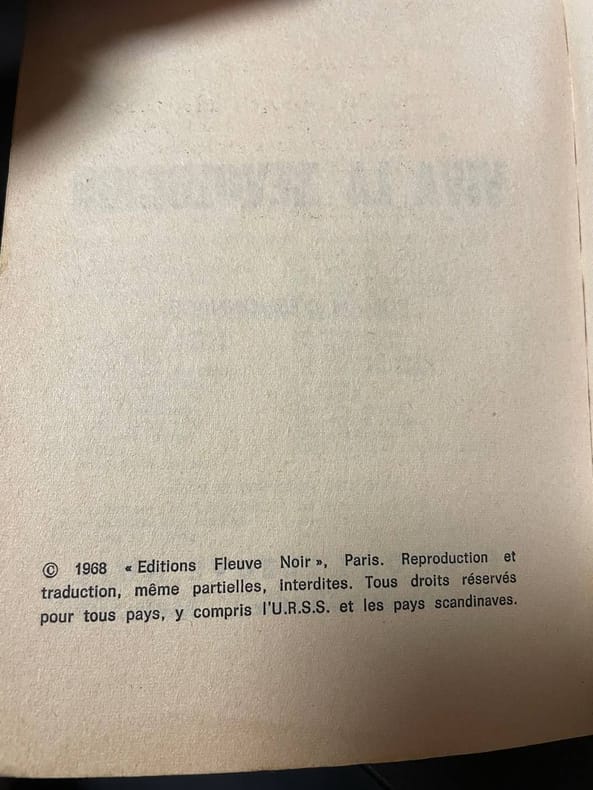 © 1968 « Editions Fleuve Noir », Paris. Reproduction et
traduction, même partielles, interdites. Tous droits réservés
pour tous pays, y compris l'U.R.S.S. et les pays scandinaves.